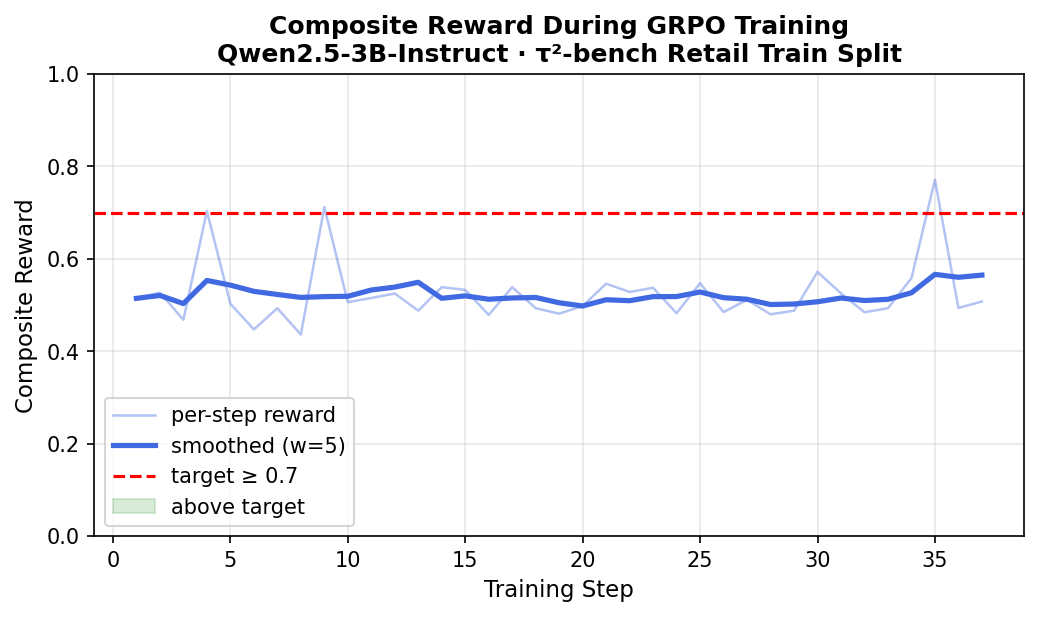 Composite Reward During GRPO Training
Qwen2.5-3B-Instruct · τ²-bench Retail Train Split
Composite Reward
1.0
0.8
0.6
0.4
0.2
0.0
per-step reward
smoothed (w=5)
target ≥ 0.7
above target
0 5 10 15 20 25 30 35
Training Step